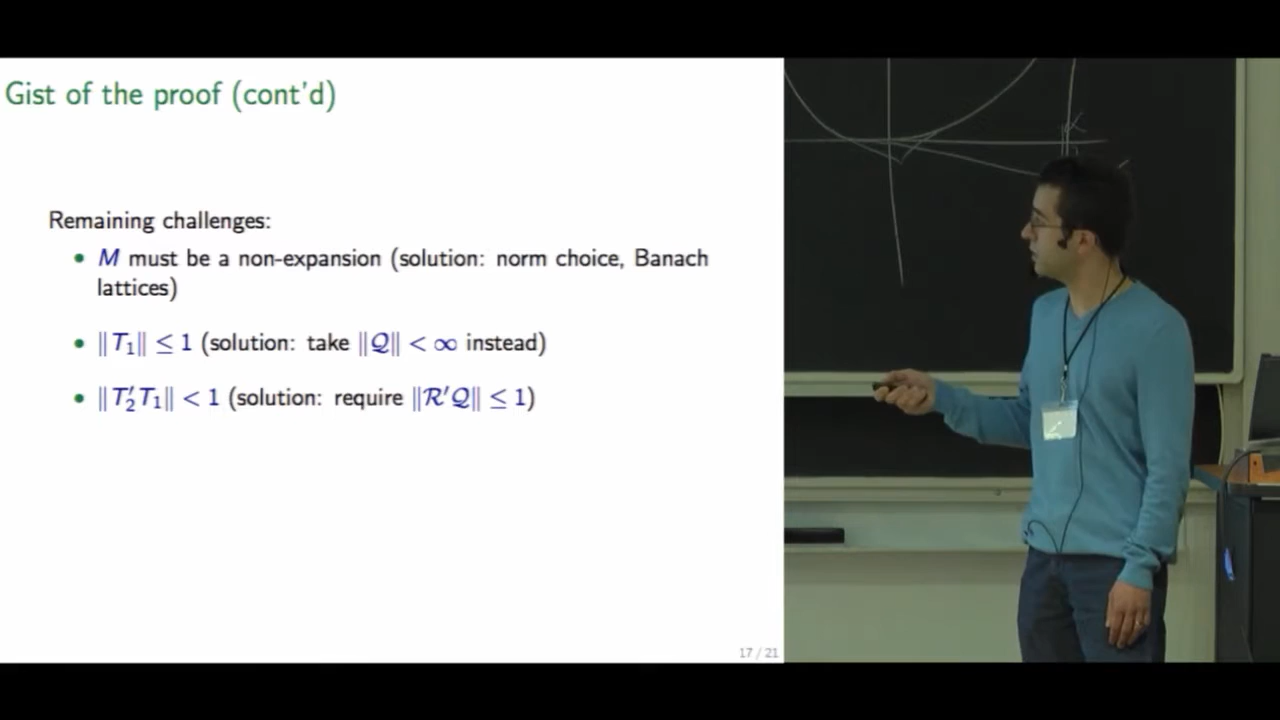 Gist of the proof (cont'd)
Remaining challenges:
• M must be a non-expansion (solution: norm choice, Banach
lattices)
• ‖T₁‖ ≤ 1 (solution: take ‖𝒬‖ < ∞ instead)
• ‖T₂′T₁‖ < 1 (solution: require ‖ℛ′𝒬‖ ≤ 1)
17 / 21